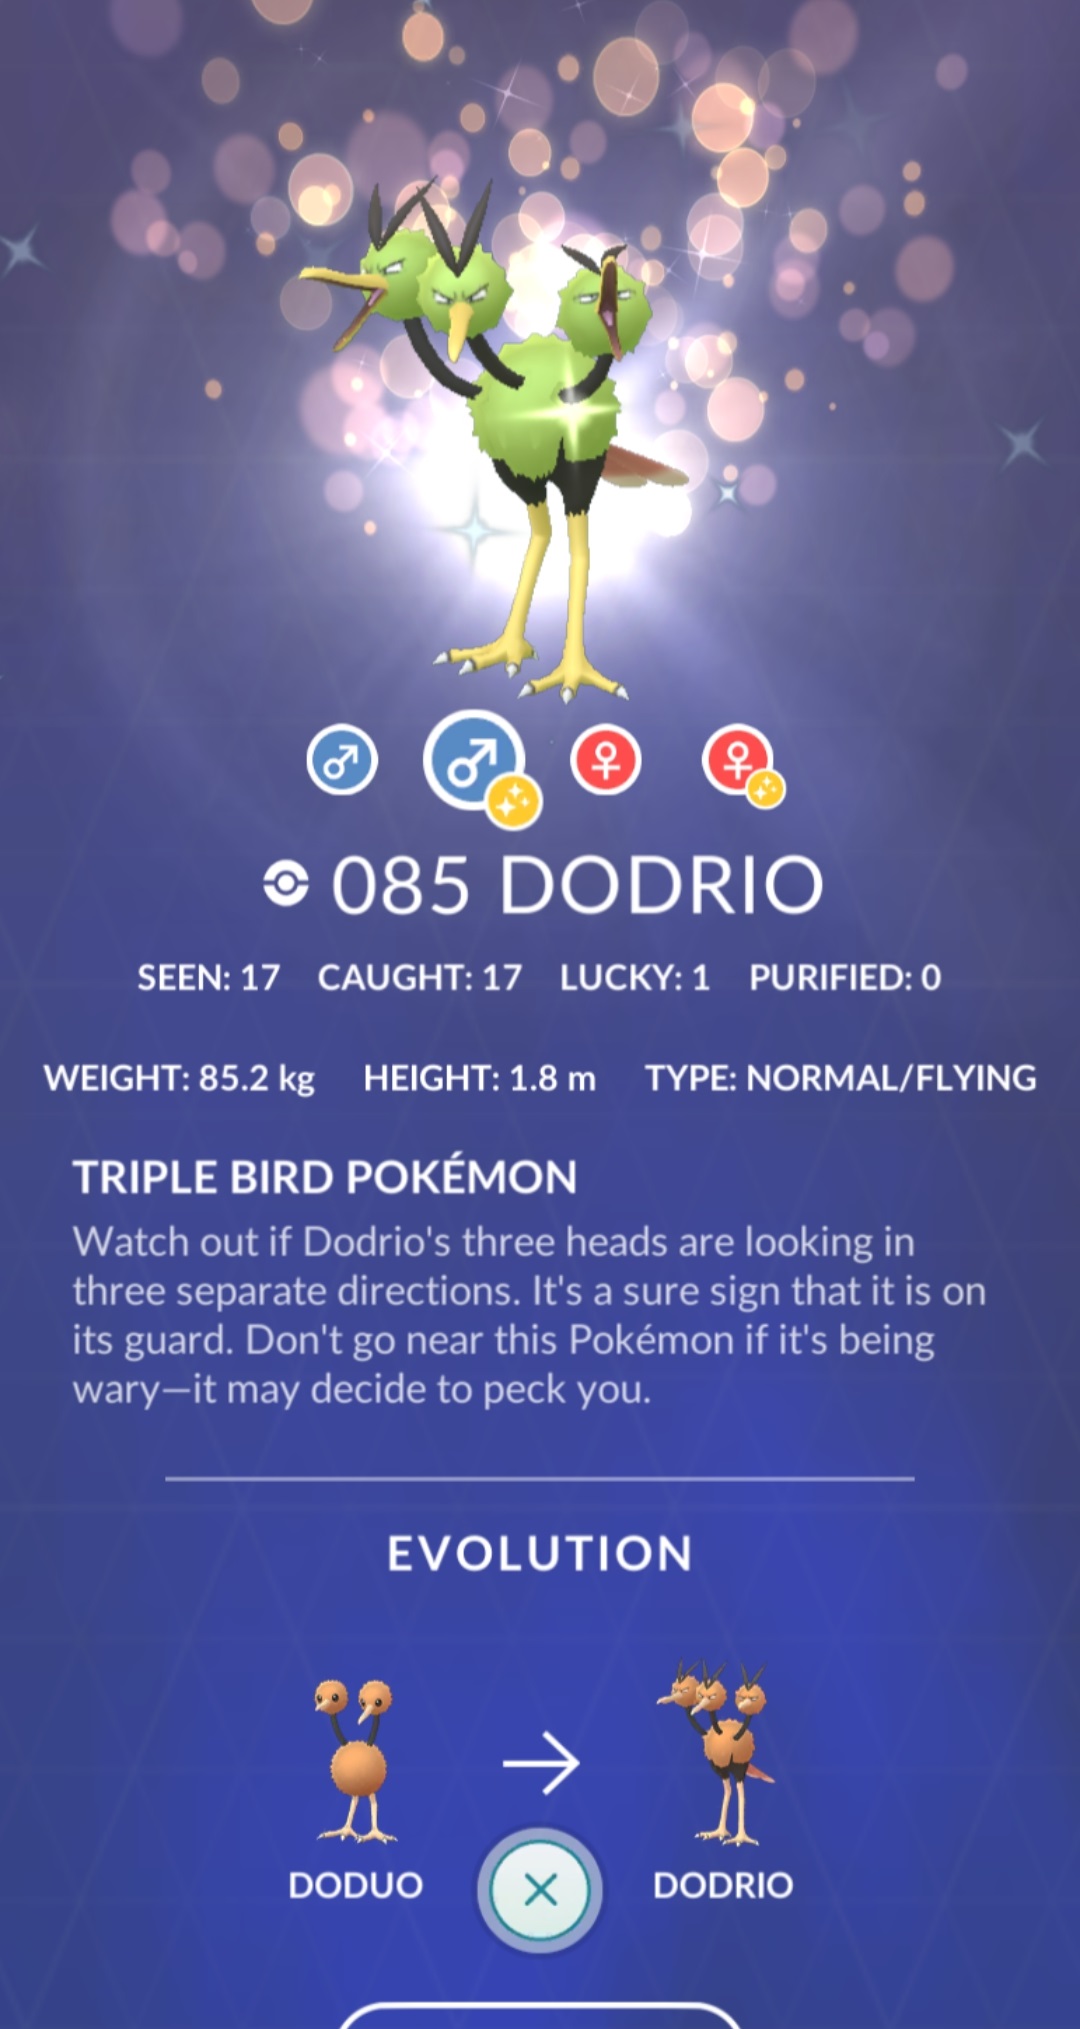 085 DODRIO
SEEN: 17 CAUGHT: 17 LUCKY: 1 PURIFIED: 0
WEIGHT: 85.2 kg HEIGHT: 1.8 m TYPE: NORMAL/FLYING
TRIPLE BIRD POKÉMON
Watch out if Dodrio's three heads are looking in
three separate directions. It's a sure sign that it is on
its guard. Don't go near this Pokémon if it's being
wary—it may decide to peck you.
EVOLUTION
DODUO DODRIO